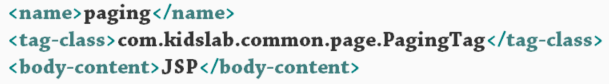 <name>paging</name>
<tag-class>com.kidslab.common.page.PagingTag</tag-class>
<body-content>JSP</body-content>